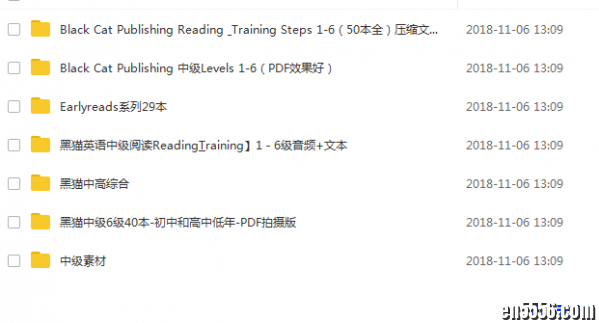 Black Cat Publishing Reading _Training Steps 1-6（50本全）压缩文... 2018-11-06 13:09
Black Cat Publishing 中级Levels 1-6（PDF效果好） 2018-11-06 13:09
Earlyreads系列29本 2018-11-06 13:09
黑猫英语中级阅读ReadingTraining】1 - 6级音频+文本 2018-11-06 13:09
黑猫中高综合 2018-11-06 13:09
黑猫中级6级40本-初中和高中低年-PDF拍摄版 2018-11-06 13:09
中级素材 2018-11-06 13:09
en5556.com